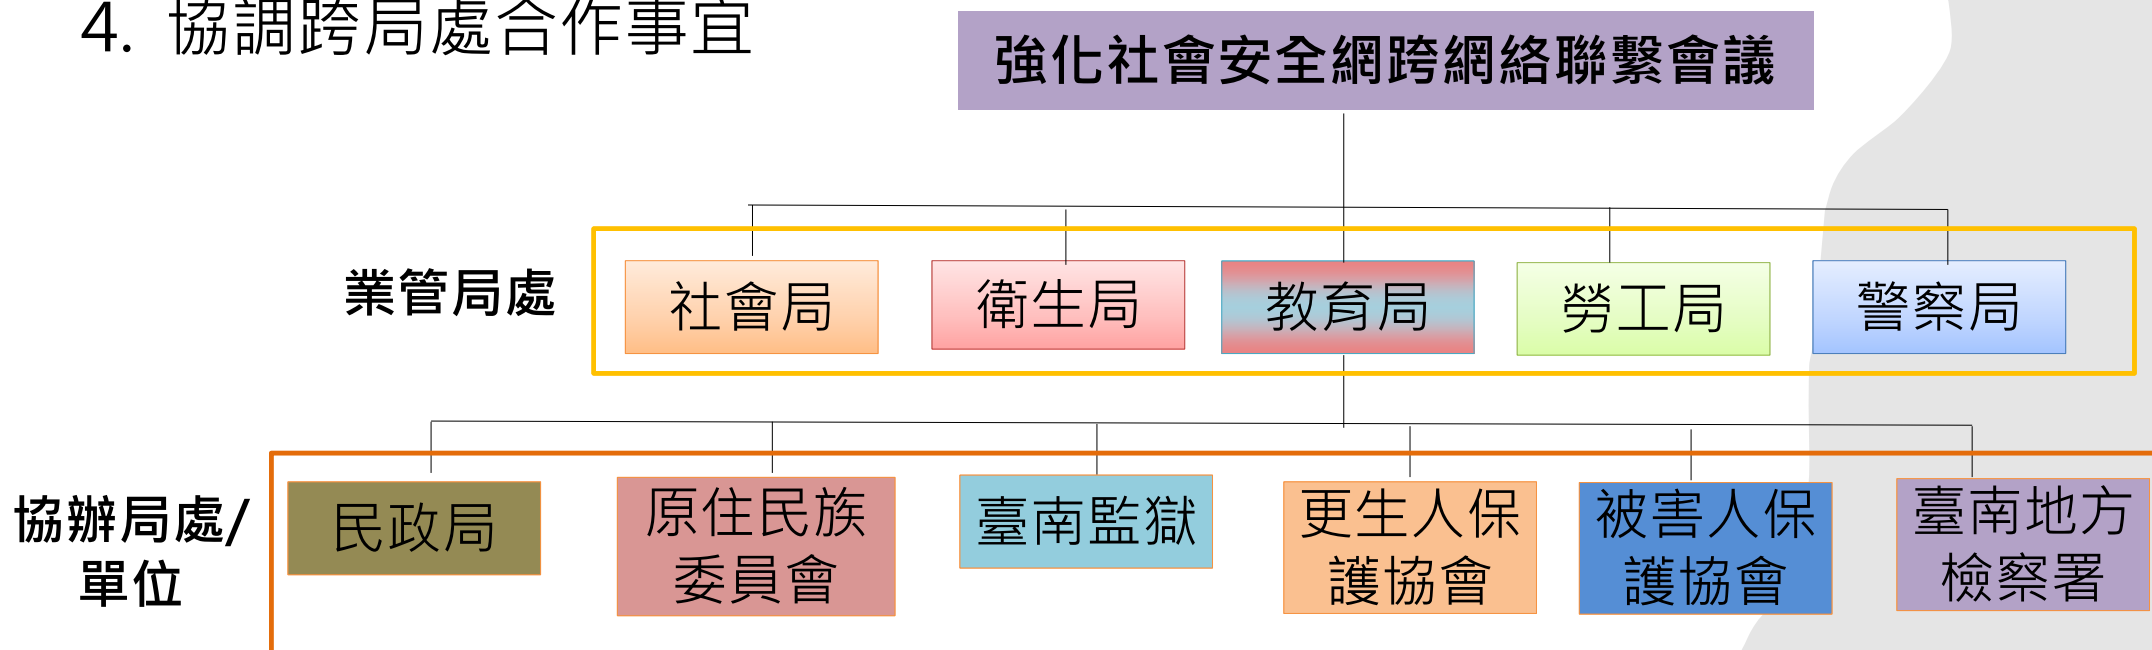 4. 協調跨局處合作事宜
強化社會安全網跨網絡聯繫會議
業管局處
社會局
衛生局
教育局
勞工局
警察局
協辦局處/
單位
民政局
原住民族
委員會
臺南監獄
更生人保
護協會
被害人保
護協會
臺南地方
檢察署